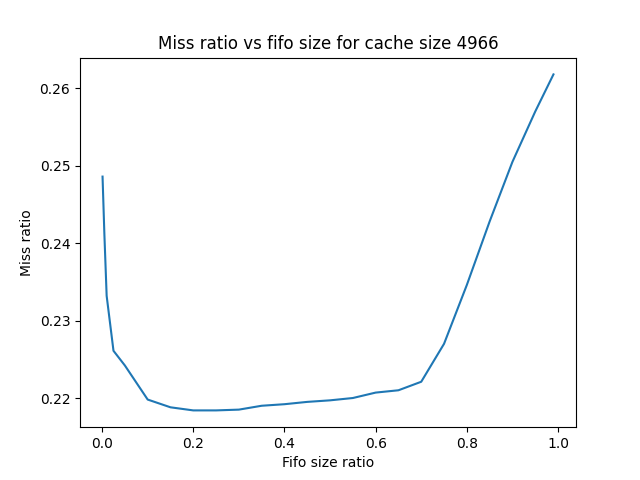 Miss ratio vs fifo size for cache size 4966
0.26
0.25
0.24
0.23
0.22
Miss ratio
0.0 0.2 0.4 0.6 0.8 1.0
Fifo size ratio